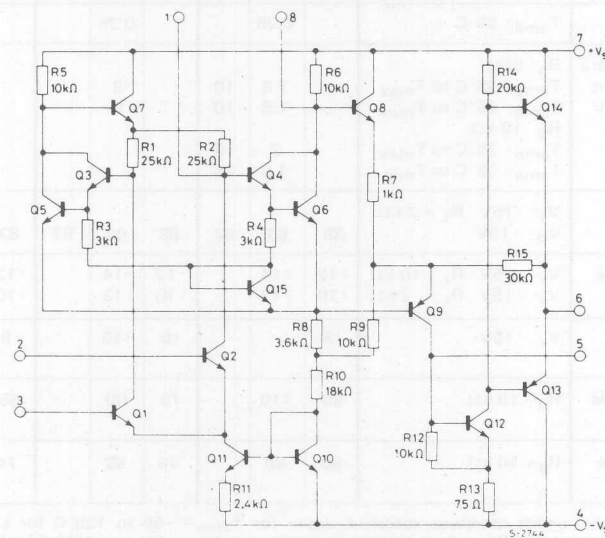 1
8
7
+Vs
R5
10kΩ
Q7
R6
10kΩ
Q8
R14
20kΩ
Q14
R1
25kΩ
R2
25kΩ
Q3
Q4
R7
1kΩ
Q5
Q6
R3
3kΩ
R4
3kΩ
R15
30kΩ
Q15
Q9
6
R8
3.6kΩ
R9
10kΩ
5
2
Q2
R10
18kΩ
Q13
3
Q1
Q12
Q11
Q10
R12
10kΩ
R11
2,4kΩ
R13
75Ω
4
-Vs
S-2744